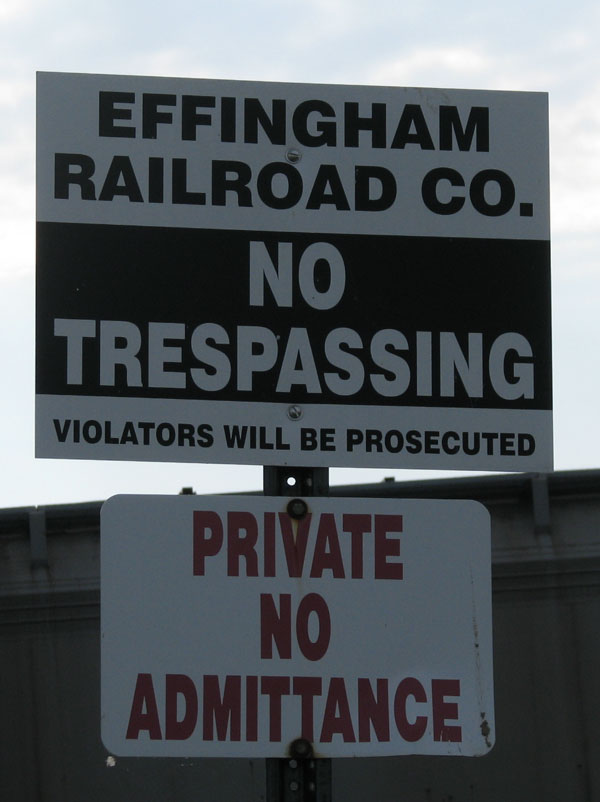 EFFINGHAM
RAILROAD CO.
NO
TRESPASSING
VIOLATORS WILL BE PROSECUTED
PRIVATE
NO
ADMITTANCE